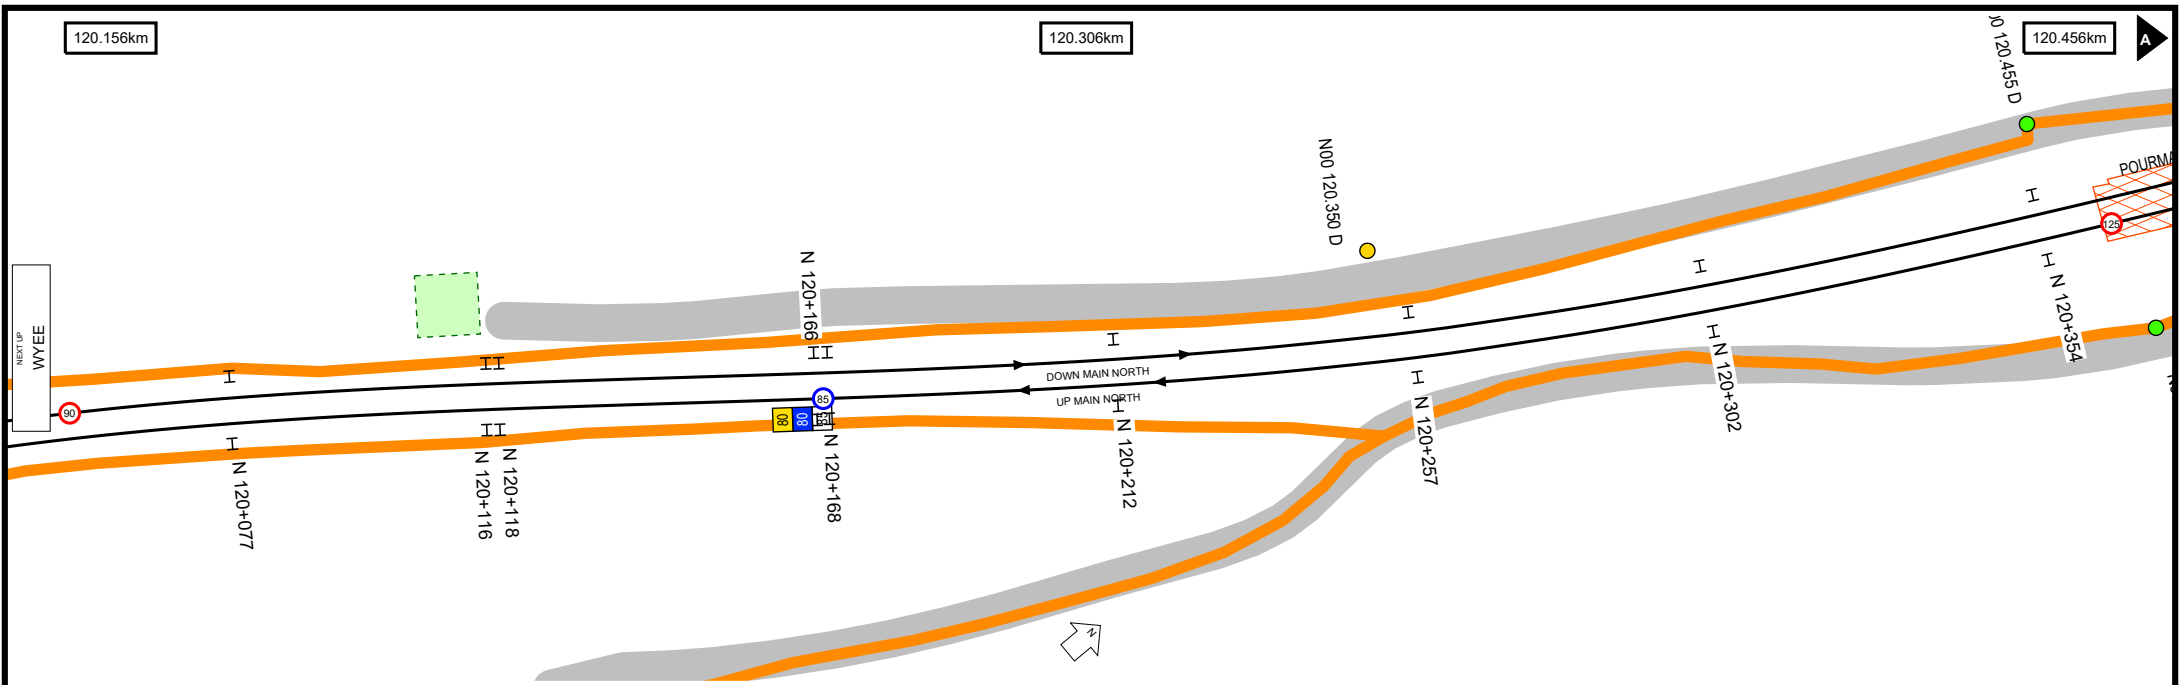 120.156km
120.306km
120.456km
A
00 120.455 D
POURMA
125
N00 120.350 D
N 120+166
NEXT UP
WYEE
90
DOWN MAIN NORTH
UP MAIN NORTH
85
80
80
N 120+077
N 120+116
N 120+118
N 120+168
N 120+212
N 120+257
N 120+302
N 120+354
N